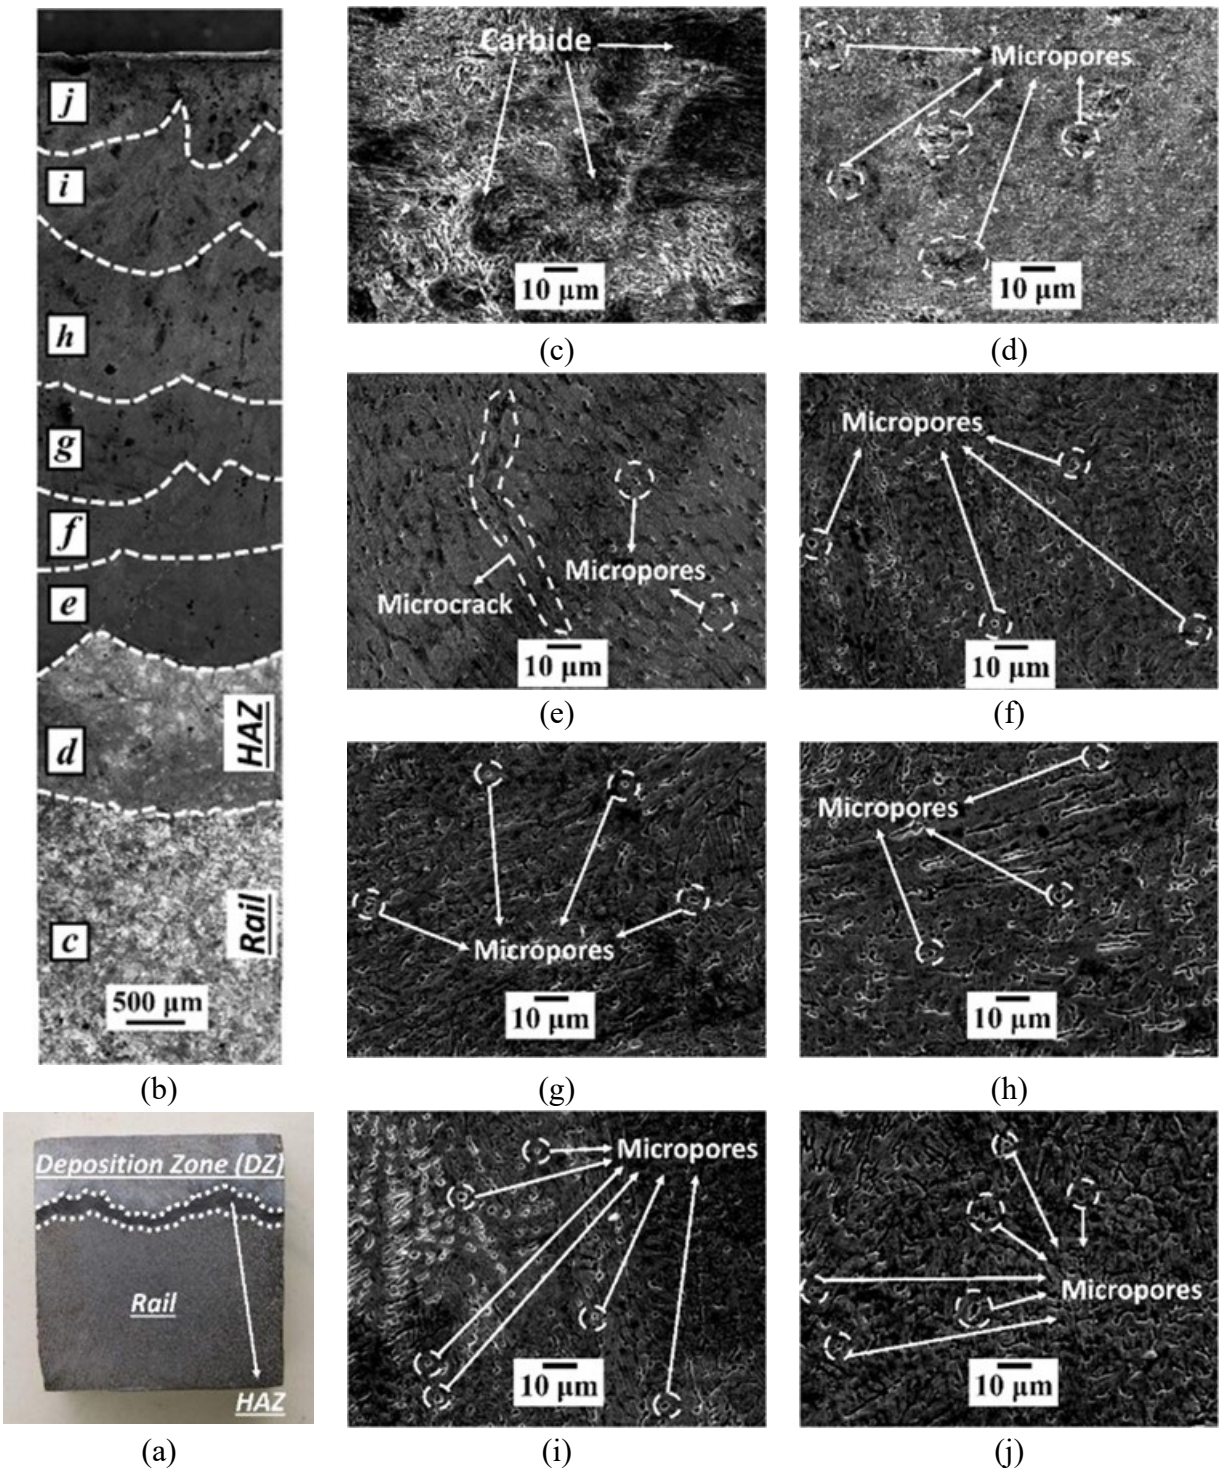 j
i
h
g
f
e
HAZ
d
Rail
c
500 μm
(b)
Deposition Zone (DZ)
Rail
HAZ
(a)
Carbide
10 μm
(c)
Micropores
10 μm
(d)
Micropores
Microcrack
10 μm
(e)
Micropores
10 μm
(f)
Micropores
10 μm
(g)
Micropores
10 μm
(h)
Micropores
10 μm
(i)
Micropores
10 μm
(j)